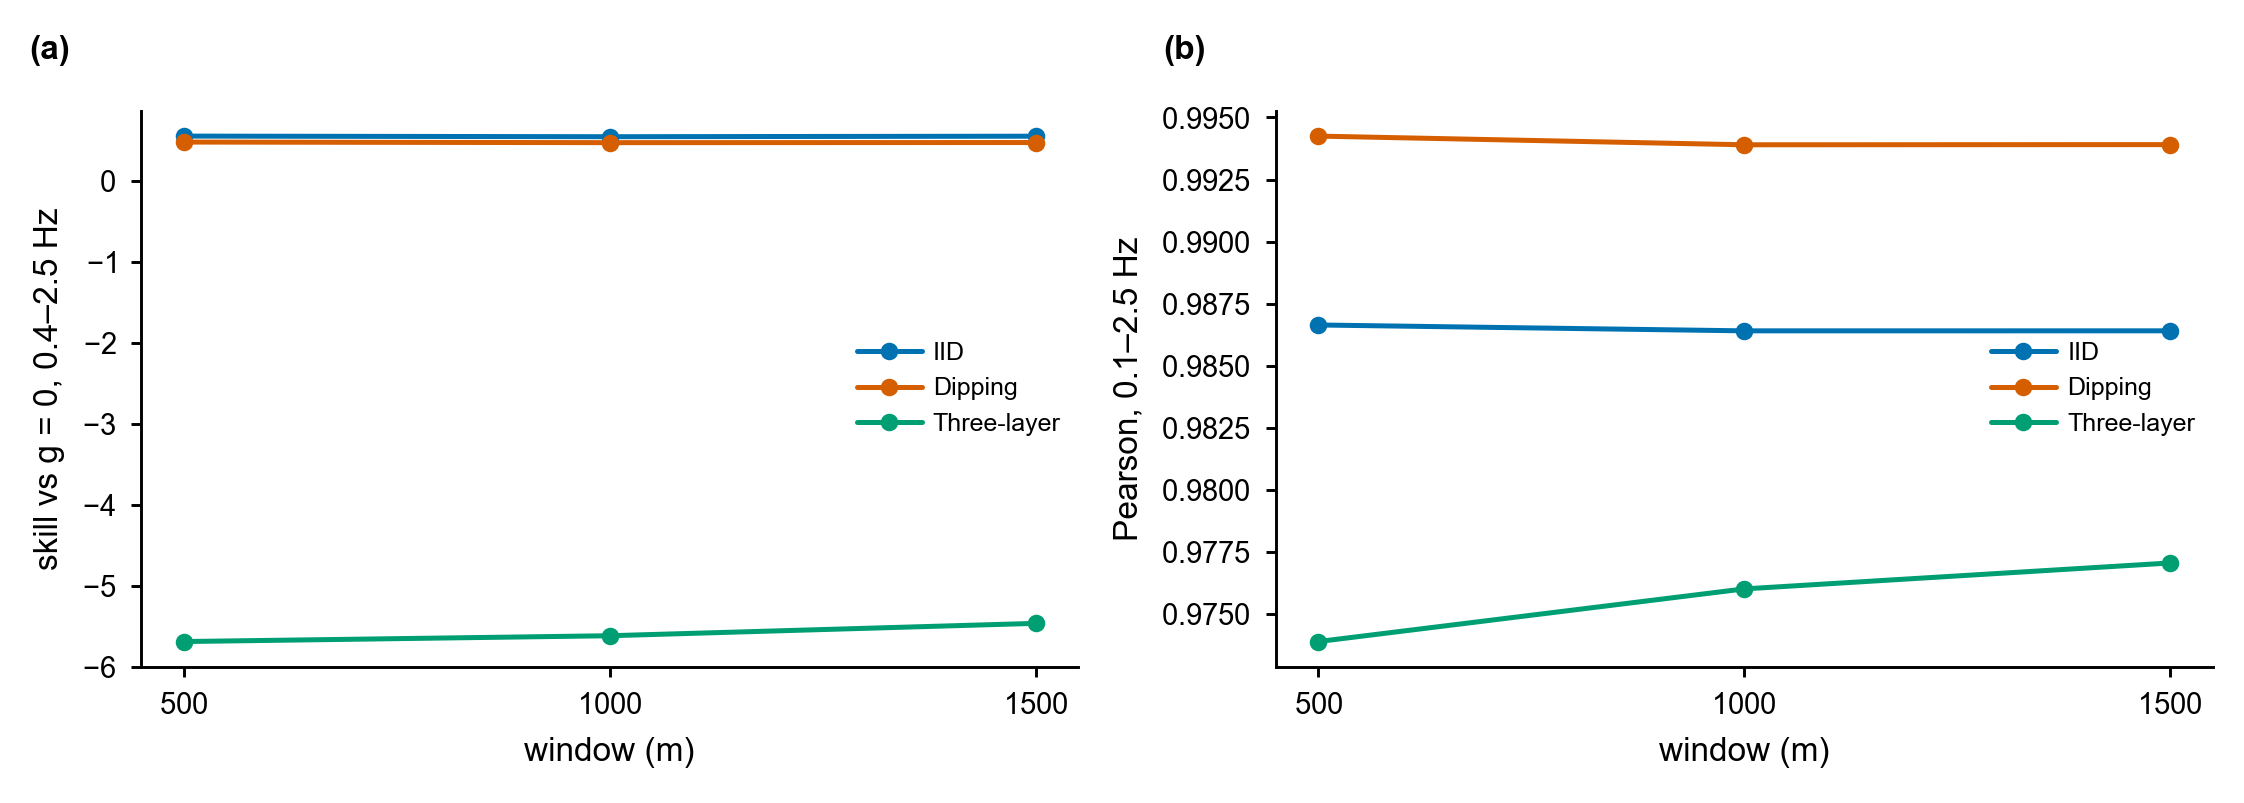 (a)
skill vs g = 0, 0.4–2.5 Hz
0
−1
−2
−3
−4
−5
−6
IID
Dipping
Three-layer
500
1000
1500
window (m)
(b)
Pearson, 0.1–2.5 Hz
0.9950
0.9925
0.9900
0.9875
0.9850
0.9825
0.9800
0.9775
0.9750
IID
Dipping
Three-layer
500
1000
1500
window (m)